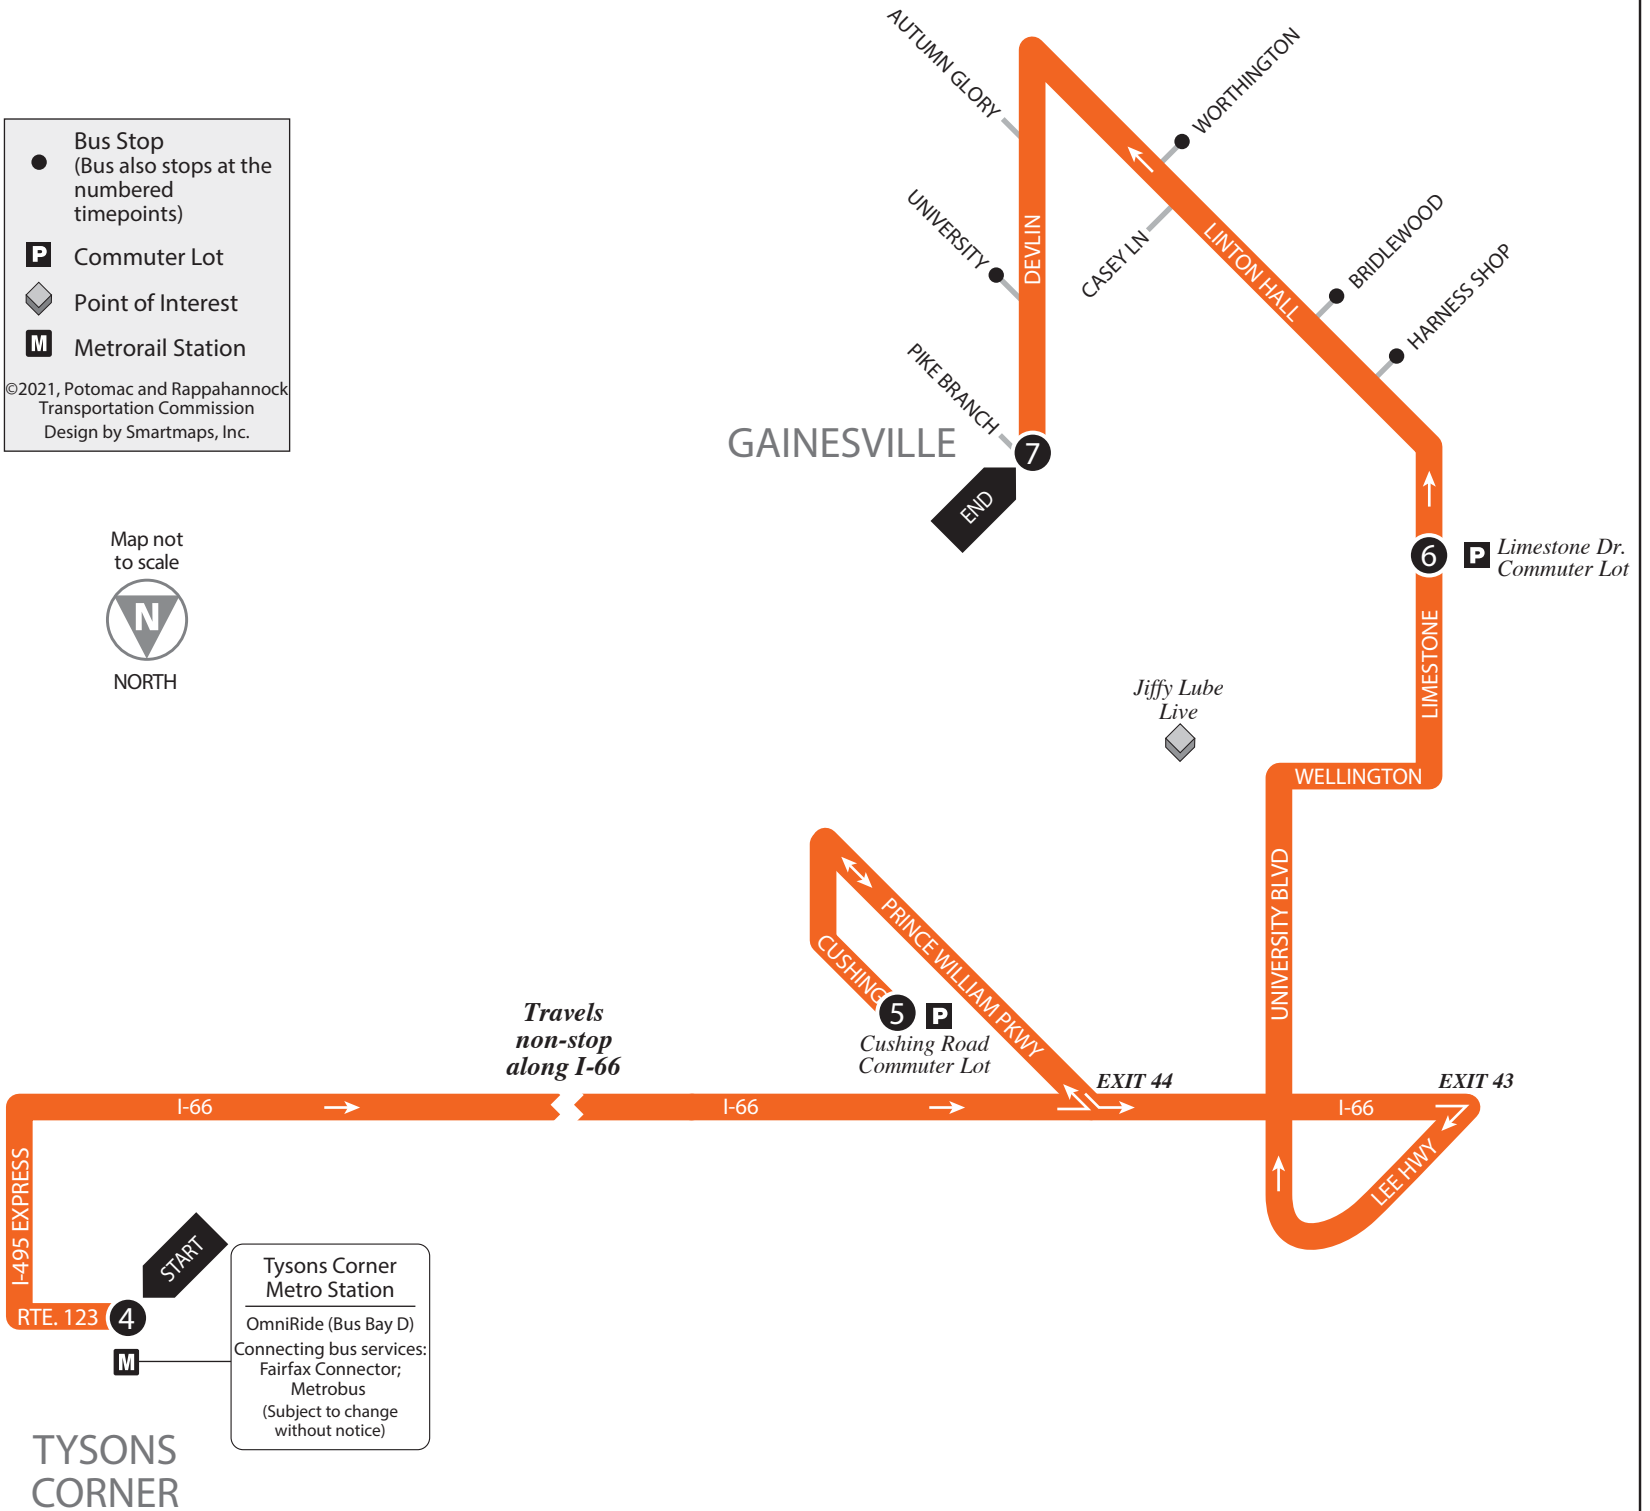 AUTUMN GLORY
WORTHINGTON
Bus Stop
(Bus also stops at the
numbered
timepoints)
P Commuter Lot
Point of Interest
M Metrorail Station
©2021, Potomac and Rappahannock
Transportation Commission
Design by Smartmaps, Inc.
UNIVERSITY
DEVLIN
CASEY LN
LINTON HALL
BRIDLEWOOD
HARNESS SHOP
PIKE BRANCH
GAINESVILLE
7
END
Map not
to scale
N
NORTH
6
P
Limestone Dr.
Commuter Lot
LIMESTONE
Jiffy Lube
Live
WELLINGTON
UNIVERSITY BLVD
PRINCE WILLIAM PKWY
CUSHING
5
P
Cushing Road
Commuter Lot
Travels
non-stop
along I-66
EXIT 44
EXIT 43
I-66
I-66
I-66
LEE HWY
I-495 EXPRESS
START
RTE. 123
4
M
Tysons Corner
Metro Station
OmniRide (Bus Bay D)
Connecting bus services:
Fairfax Connector;
Metrobus
(Subject to change
without notice)
TYSONS
CORNER